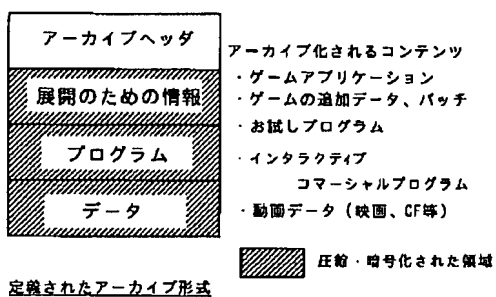 アーカイブヘッダ
展開のための情報
プログラム
データ
アーカイブ化されるコンテンツ
・ゲームアプリケーション
・ゲームの追加データ、パッチ
・お試しプログラム
・インタラクティブ
コマーシャルプログラム
・動画データ（映画、CF等）
圧縮・暗号化された領域
定義されたアーカイブ形式